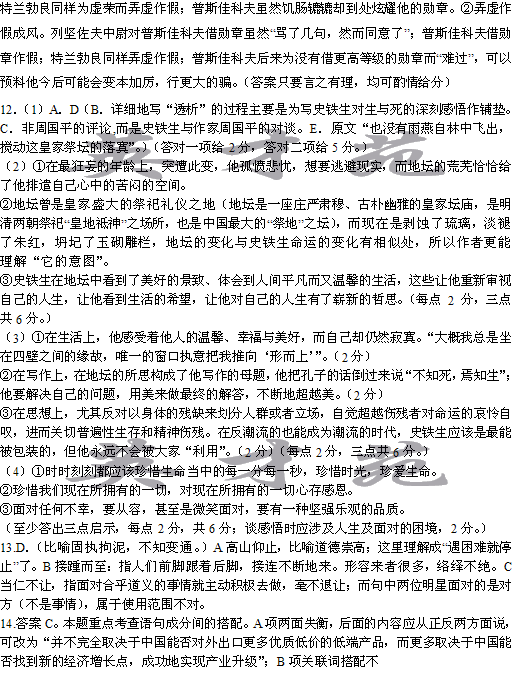 特兰勃良同样为虚荣而弄虚作假；普斯佳科夫虽然饥肠辘辘却到处炫耀他的勋章。②弄虚作
假成风。列坚佐夫中尉对普斯佳科夫借勋章虽然“骂了几句，然而同意了”；普斯佳科夫借勋
章作假；特兰勃良同样弄虚作假；普斯佳科夫后来为没有借更高等级的勋章而“难过”，可以
预料他今后可能会变本加厉，行更大的骗。（答案只要言之有理，均可酌情给分）
12.（1）A．D（B．详细地写“透析”的过程主要是为写史铁生对生与死的深刻感悟作铺垫。
C．非周国平的评论，而是史铁生与作家周国平的对谈。E．原文“也没有雨燕自林中飞出，
搅动这皇家祭坛的落寞”。）（答对一项给 2 分，答对二项给 5 分。）
（2）①在最狂妄的年龄上，突遭此变，他孤愤悲忧，想要逃避现实，而地坛的荒芜恰恰给
了他排遣自己心中的苦闷的空间。
②地坛曾是皇家盛大的祭祀礼仪之地（地坛是一座庄严肃穆、古朴幽雅的皇家坛庙，是明
清两朝祭祀“皇地祗神”之场所，也是中国最大的“祭地”之坛），而现在是剥蚀了琉璃，淡褪
了朱红，坍圮了玉砌雕栏，地坛的变化与史铁生命运的变化有相似处，所以作者更能
理解“它的意图”。
③史铁生在地坛中看到了美好的景致、体会到人间平凡而又温馨的生活，这些让他重新审视
自己的人生，让他看到生活的希望，让他对自己的人生有了崭新的哲思。（每点 2 分，三点
共 6 分。）
（3）①在生活上，他感受着他人的温馨、幸福与美好，而自己却仍然寂寞。“大概我总是坐
在四壁之间的缘故，唯一的窗口执意把我推向‘形而上’”。（2 分）
②在写作上，在地坛的所思构成了他写作的母题，他把孔子的话倒过来说“不知死，焉知生”；
他要解决自己的问题，用美来做最终的解答，不断地超越美。（2 分）
③在思想上，尤其反对以身体的残缺来划分人群或者立场，自觉超越伤残者对命运的哀怜自
叹，进而关切普遍性生存和精神伤残。在反潮流的也能成为潮流的时代，史铁生应该是最能
被包装的，但他永远不会被大家“利用”。（2 分）（每点 2 分，三点共 6 分。）
（4）①时时刻刻都应该珍惜生命当中的每一分每一秒，珍惜时光，珍爱生命。
②珍惜我们现在所拥有的一切，对现在所拥有的一切心存感恩。
③面对任何不幸，要从容，甚至是微笑面对，要有一种坚强乐观的品质。
（至少答出三点启示，每点 2 分，共 6 分；谈感悟时应涉及人生及面对的困境，2 分。）
13.D．（比喻固执拘泥，不知变通。）A 高山仰止，比喻道德崇高；这里理解成“遇困难就停
止”了。B 接踵而至：指人们前脚跟着后脚，接连不断地来。形容来者很多，络绎不绝。C
当仁不让，指面对合乎道义的事情就主动积极去做，毫不退让；而句中两位明星面对的是对
方（不是事情），属于使用范围不对。
14.答案 C。本题重点考查语句成分间的搭配。A 项两面失衡，后面的内容应从正反两方面说，
可改为“并不完全取决于中国能否对外出口更多优质低价的低端产品，而更多取决于中国能
否找到新的经济增长点，成功地实现产业升级”；B 项关联词搭配不
英才苑
英才苑